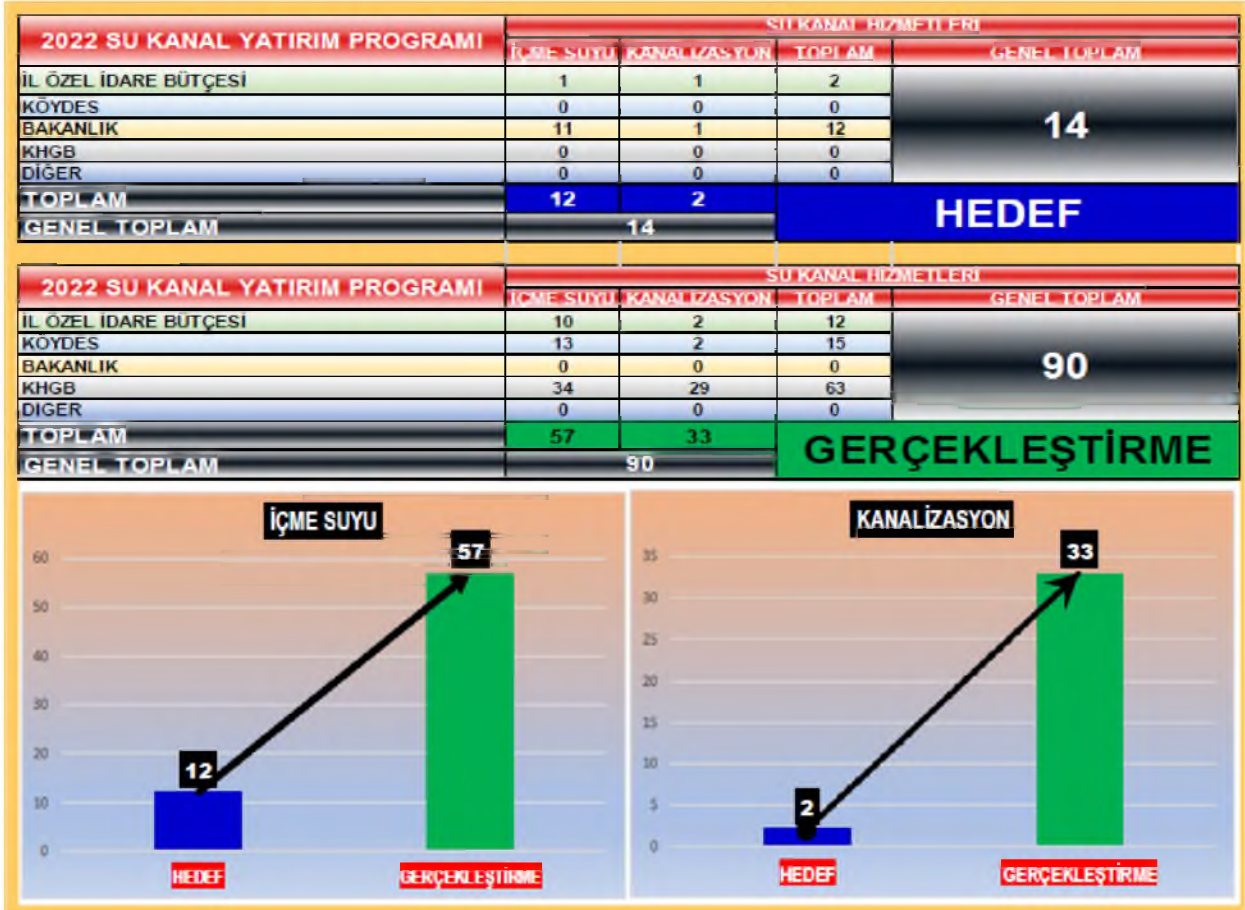 2022 SU KANAL YATIRIM PROGRAMI
SU KANAL HİZMETLERİ
İÇME SUYU KANALIZASYON TOPLAM GENEL TOPLAM
İL ÖZEL İDARE BÜTÇESİ 1 1 2
KÖYDES 0 0 0
BAKANLIK 11 1 12
14
KHGB 0 0 0
DİĞER 0 0 0
TOPLAM 12 2
HEDEF
GENEL TOPLAM 14
2022 SU KANAL YATIRIM PROGRAMI
SU KANAL HİZMETLERİ
İÇME SUYU KANALIZASYON TOPLAM GENEL TOPLAM
İL ÖZEL İDARE BÜTÇESİ 10 2 12
KÖYDES 13 2 15
BAKANLIK 0 0 0
90
KHGB 34 29 63
DİĞER 0 0 0
TOPLAM 57 33
GERÇEKLEŞTİRME
GENEL TOPLAM 90
İÇME SUYU
57
60
50
40
30
20
12
10
0
HEDEF GERÇEKLEŞTİRME
KANALİZASYON
33
35
30
25
20
15
10
2
5
0
HEDEF GERÇEKLEŞTİRME